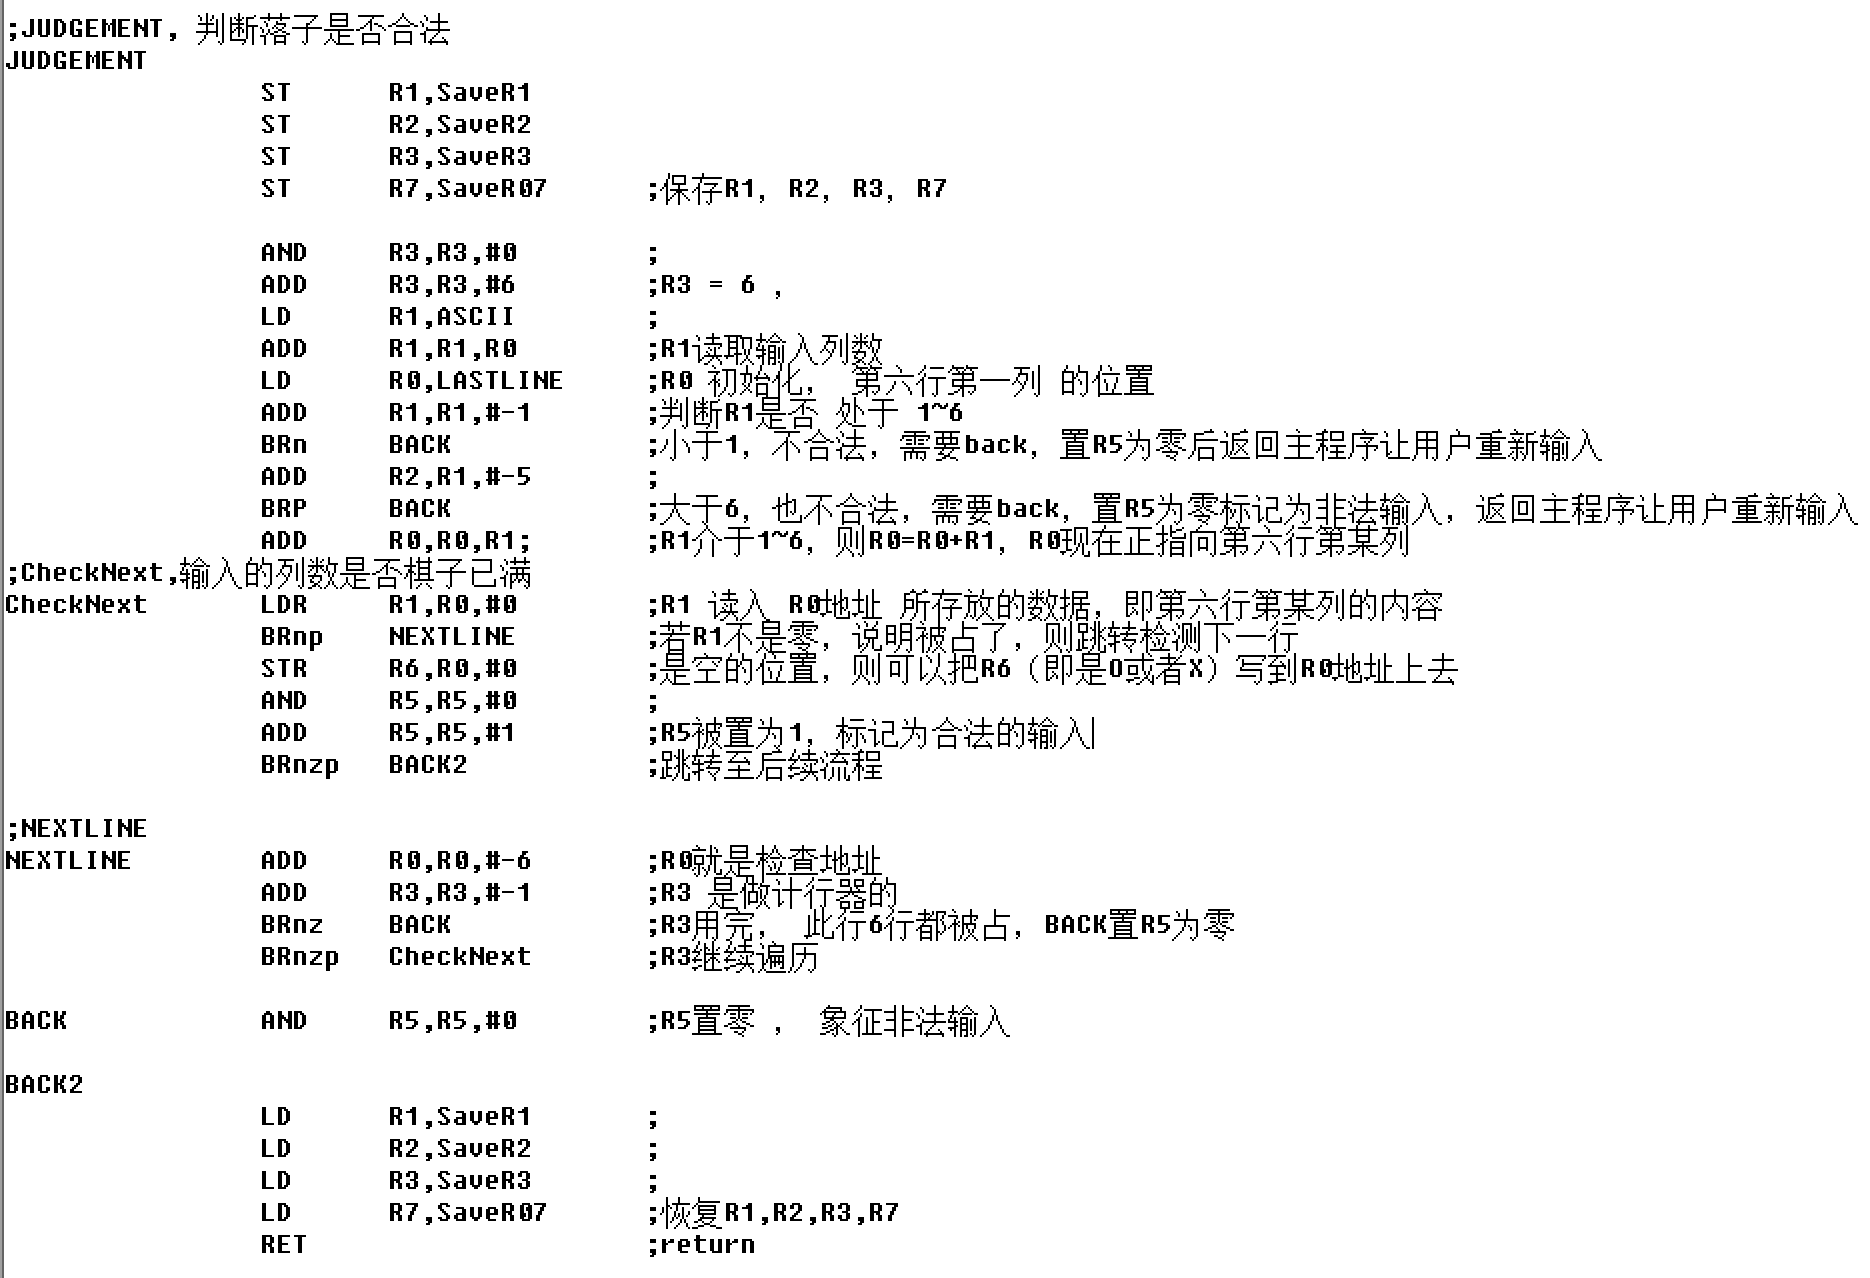 ;JUDGEMENT, 判断落子是否合法
JUDGEMENT
ST R1,SaveR1
ST R2,SaveR2
ST R3,SaveR3
ST R7,SaveR07 ;保存R1, R2, R3, R7
AND R3,R3,#0 ;
ADD R3,R3,#6 ;R3 = 6 ,
LD R1,ASCII ;
ADD R1,R1,R0 ;R1读取输入列数
LD R0,LASTLINE ;R0 初始化, 第六行第一列 的位置
ADD R1,R1,#-1 ;判断R1是否 处于 1~6
BRn BACK ;小于1, 不合法, 需要back, 置R5为零后返回主程序让用户重新输入
ADD R2,R1,#-5 ;
BRP BACK ;大于6, 也不合法, 需要back, 置R5为零标记为非法输入, 返回主程序让用户重新输入
ADD R0,R0,R1; ;R1介于1~6, 则R0=R0+R1, R0现在正指向第六行第某列
;CheckNext,输入的列数是否棋子已满
CheckNext LDR R1,R0,#0 ;R1 读入 R0地址 所存放的数据, 即第六行第某列的内容
BRnp NEXTLINE ;若R1不是零, 说明被占了, 则跳转检测下一行
STR R6,R0,#0 ;是空的位置, 则可以把R6（即是O或者X）写到R0地址上去
AND R5,R5,#0 ;
ADD R5,R5,#1 ;R5被置为1, 标记为合法的输入
BRnzp BACK2 ;跳转至后续流程
;NEXTLINE
NEXTLINE ADD R0,R0,#-6 ;R0就是检查地址
ADD R3,R3,#-1 ;R3 是做计行器的
BRnz BACK ;R3用完, 此行6行都被占, BACK置R5为零
BRnzp CheckNext ;R3继续遍历
BACK AND R5,R5,#0 ;R5置零 , 象征非法输入
BACK2
LD R1,SaveR1 ;
LD R2,SaveR2 ;
LD R3,SaveR3 ;
LD R7,SaveR07 ;恢复R1,R2,R3,R7
RET ;return